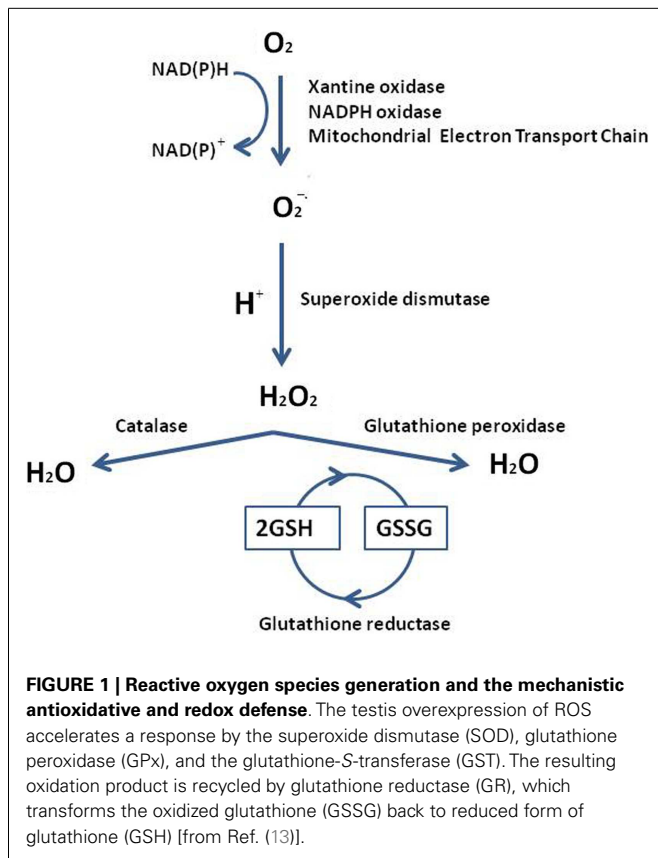 O₂
NAD(P)H
Xantine oxidase
NADPH oxidase
Mitochondrial Electron Transport Chain
NAD(P)⁺
O₂⁻·
H⁺
Superoxide dismutase
H₂O₂
Catalase
Glutathione peroxidase
H₂O
H₂O
2GSH
GSSG
Glutathione reductase
FIGURE 1 | Reactive oxygen species generation and the mechanistic
antioxidative and redox defense. The testis overexpression of ROS
accelerates a response by the superoxide dismutase (SOD), glutathione
peroxidase (GPx), and the glutathione-S-transferase (GST). The resulting
oxidation product is recycled by glutathione reductase (GR), which
transforms the oxidized glutathione (GSSG) back to reduced form of
glutathione (GSH) [from Ref. (13)].